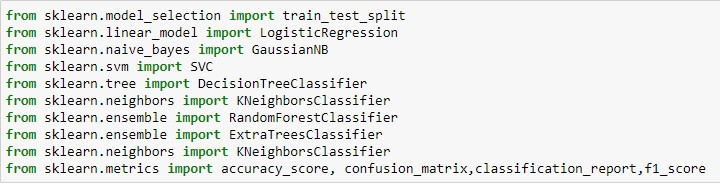 from sklearn.model_selection import train_test_split
from sklearn.linear_model import LogisticRegression
from sklearn.naive_bayes import GaussianNB
from sklearn.svm import SVC
from sklearn.tree import DecisionTreeClassifier
from sklearn.neighbors import KNeighborsClassifier
from sklearn.ensemble import RandomForestClassifier
from sklearn.ensemble import ExtraTreesClassifier
from sklearn.neighbors import KNeighborsClassifier
from sklearn.metrics import accuracy_score, confusion_matrix,classification_report,f1_score